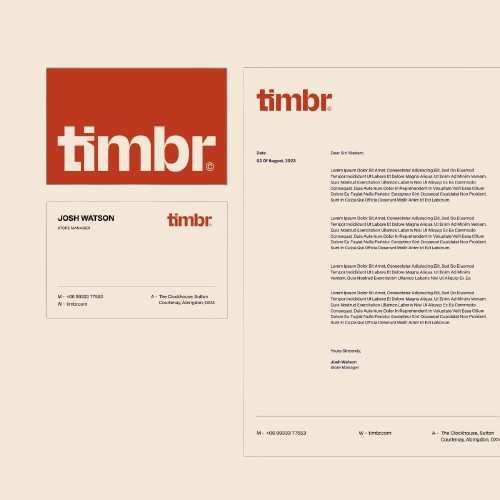 timbr©
JOSH WATSON
timbr.
STORE MANAGER
M - +06 99333 77553
W - timbr.com
A - The Clockhouse, Sutton
Courtenay, Abingdon, OX14
timbr©
Date
02 Of August, 2023
Dear Sir/ Madam,
Lorem Ipsum Dolor Sit Amet, Consectetur Adipiscing Elit, Sed Do Eiusmod
Tempor Incididunt Ut Labore Et Dolore Magna Aliqua. Ut Enim Ad Minim Veniam,
Quis Nostrud Exercitation Ullamco Laboris Nisi Ut Aliquip Ex Ea Commodo
Consequat. Duis Aute Irure Dolor In Reprehenderit In Voluptate Velit Esse Cillum
Dolore Eu Fugiat Nulla Pariatur. Excepteur Sint Occaecat Cupidatat Non Proident,
Sunt In Culpa Qui Officia Deserunt Mollit Anim Id Est Laborum.
Lorem Ipsum Dolor Sit Amet, Consectetur Adipiscing Elit, Sed Do Eiusmod
Tempor Incididunt Ut Labore Et Dolore Magna Aliqua. Ut Enim Ad Minim Veniam,
Quis Nostrud Exercitation Ullamco Laboris Nisi Ut Aliquip Ex Ea Commodo
Consequat. Duis Aute Irure Dolor In Reprehenderit In Voluptate Velit Esse Cillum
Dolore Eu Fugiat Nulla Pariatur. Excepteur Sint Occaecat Cupidatat Non Proident,
Sunt In Culpa Qui Officia Deserunt Mollit Anim Id Est Laborum.
Lorem Ipsum Dolor Sit Amet, Consectetur Adipiscing Elit, Sed Do Eiusmod
Tempor Incididunt Ut Labore Et Dolore Magna Aliqua. Ut Enim Ad Minim
Veniam, Quis Nostrud Exercitation Ullamco Laboris Nisi Ut Aliquip Ex Ea
Lorem Ipsum Dolor Sit Amet, Consectetur Adipiscing Elit, Sed Do Eiusmod
Tempor Incididunt Ut Labore Et Dolore Magna Aliqua. Ut Enim Ad Minim Veniam,
Quis Nostrud Exercitation Ullamco Laboris Nisi Ut Aliquip Ex Ea Commodo
Consequat. Duis Aute Irure Dolor In Reprehenderit In Voluptate Velit Esse Cillum
Dolore Eu Fugiat Nulla Pariatur. Excepteur Sint Occaecat Cupidatat Non Proident,
Sunt In Culpa Qui Officia Deserunt Mollit Anim Id Est Laborum.
Yours Sincerely,
Josh Watson
Store Manager
M - +06 99333 77553
W - timbr.com
A - The Clockhouse, Sutton
Courtenay, Abingdon,